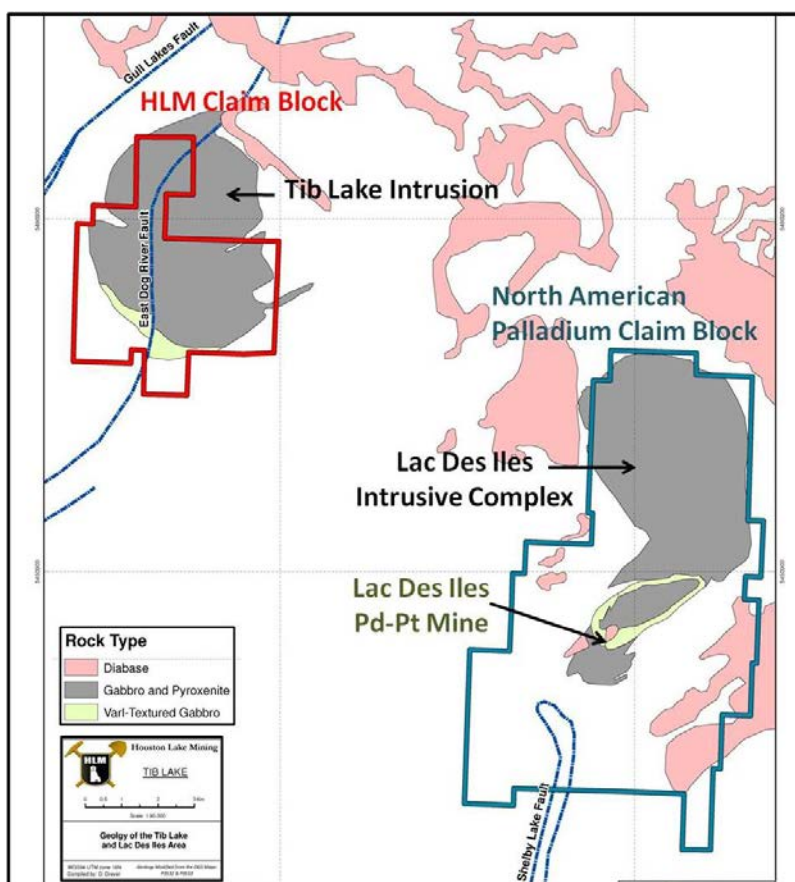 Gull Lakes Fault
HLM Claim Block
Tib Lake Intrusion
East Dog River Fault
North American
Palladium Claim Block
Lac Des Iles
Intrusive Complex
Lac Des Iles
Pd-Pt Mine
Rock Type
Diabase
Gabbro and Pyroxenite
Vari-Textured Gabbro
HLM
Houston Lake Mining
TIB LAKE
Geology of the Tib Lake
and Lac Des Iles Area
Shelby Lake Fault